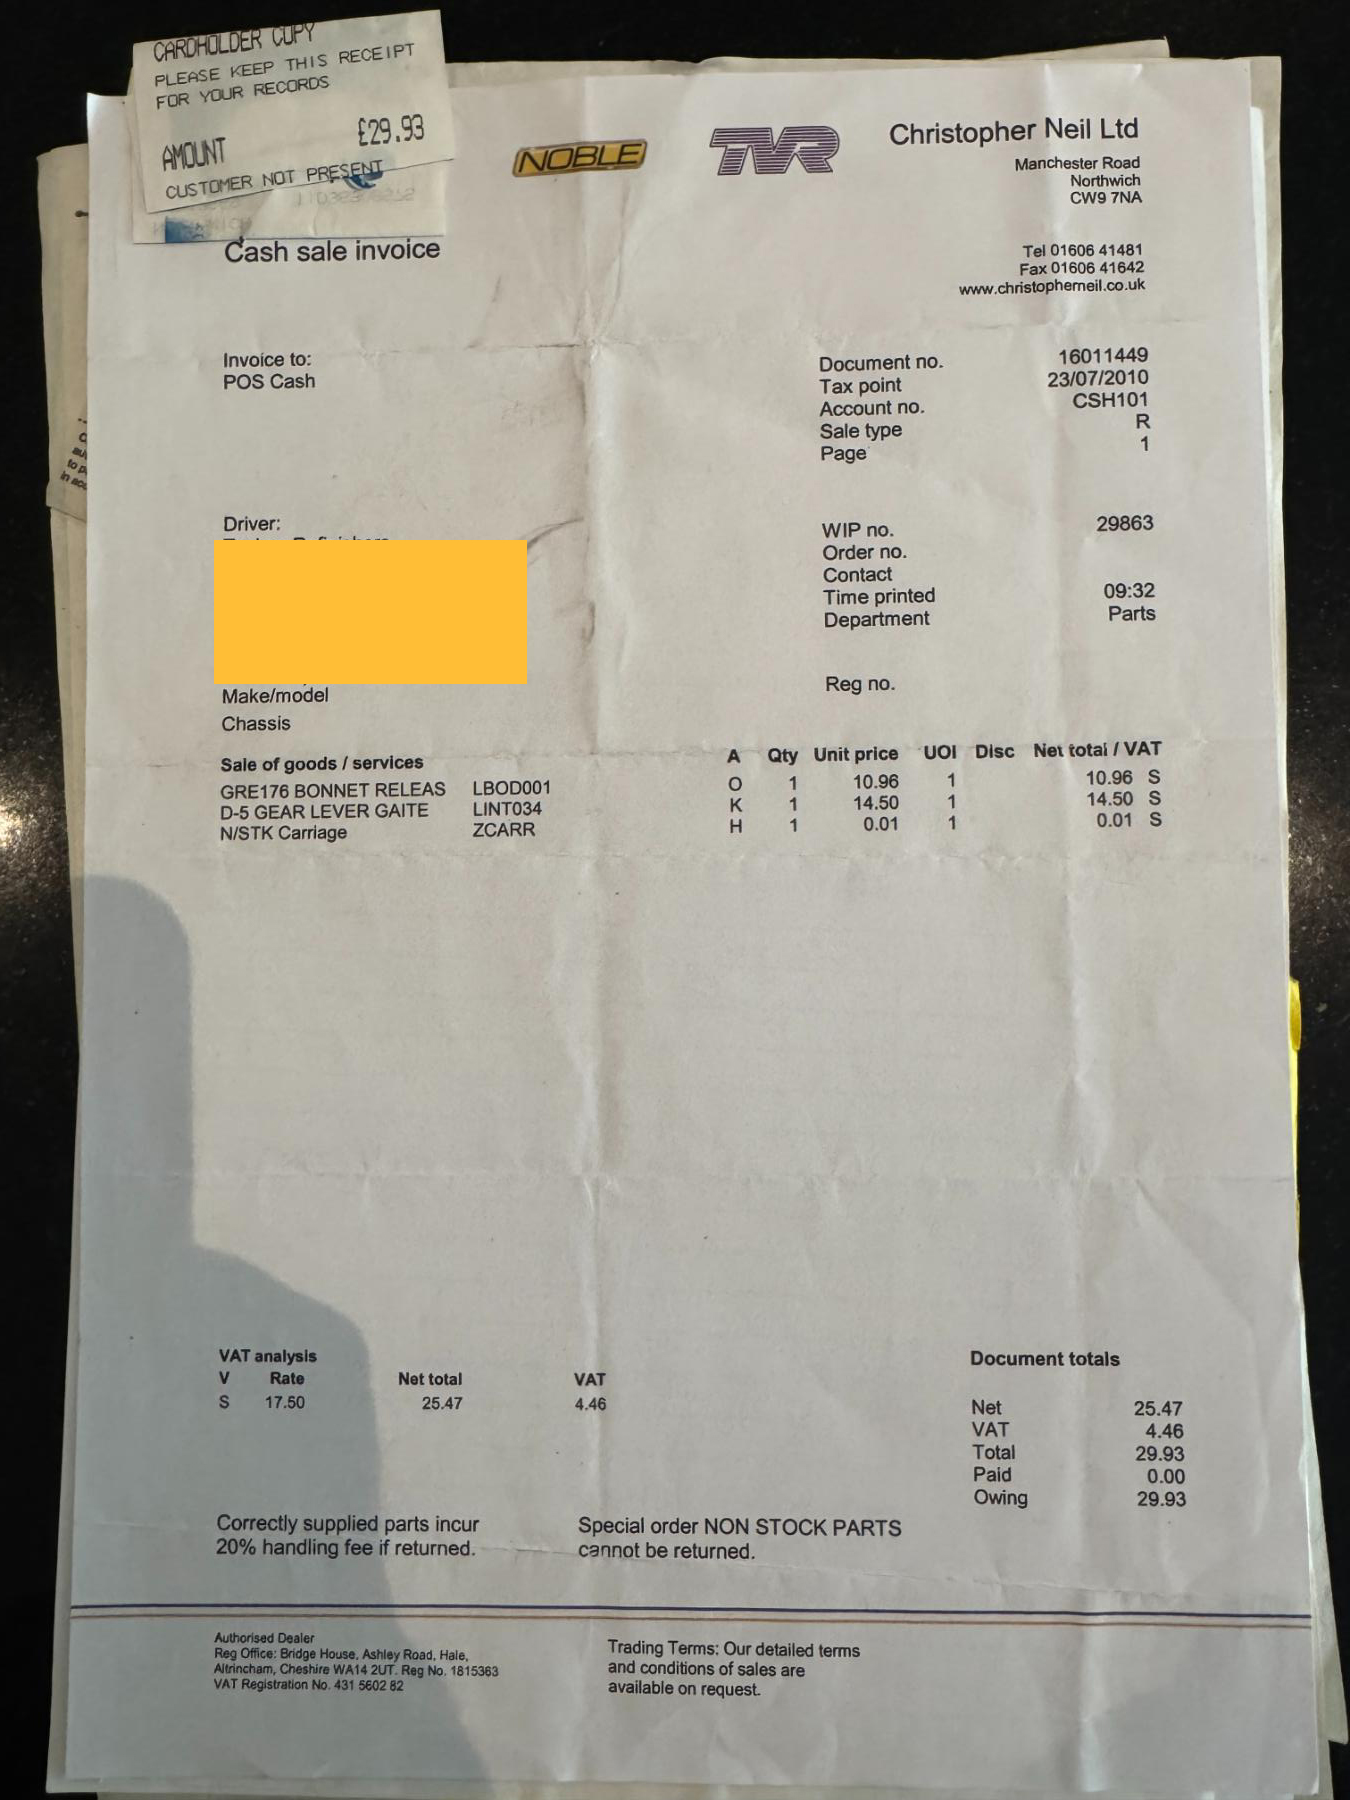 CARDHOLDER COPY
PLEASE KEEP THIS RECEIPT
FOR YOUR RECORDS
AMOUNT £29.93
CUSTOMER NOT PRESENT
NOBLE
TVR
Christopher Neil Ltd
Manchester Road
Northwich
CW9 7NA
Tel 01606 41481
Fax 01606 41642
www.christopherneil.co.uk
Cash sale invoice
Invoice to:
POS Cash
Document no. 16011449
Tax point 23/07/2010
Account no. CSH101
Sale type R
Page 1
Driver:
WIP no. 29863
Order no.
Contact
Time printed 09:32
Department Parts
Make/model
Reg no.
Chassis
Sale of goods / services A Qty Unit price UOI Disc Net total / VAT
GRE176 BONNET RELEAS LBOD001 O 1 10.96 1 10.96 S
D-5 GEAR LEVER GAITE LINT034 K 1 14.50 1 14.50 S
N/STK Carriage ZCARR H 1 0.01 1 0.01 S
VAT analysis
V Rate Net total VAT
S 17.50 25.47 4.46
Document totals
Net 25.47
VAT 4.46
Total 29.93
Paid 0.00
Owing 29.93
Correctly supplied parts incur
20% handling fee if returned.
Special order NON STOCK PARTS
cannot be returned.
Authorised Dealer
Reg Office: Bridge House, Ashley Road, Hale,
Altrincham, Cheshire WA14 2UT. Reg No. 1815363
VAT Registration No. 431 5602 82
Trading Terms: Our detailed terms
and conditions of sales are
available on request.